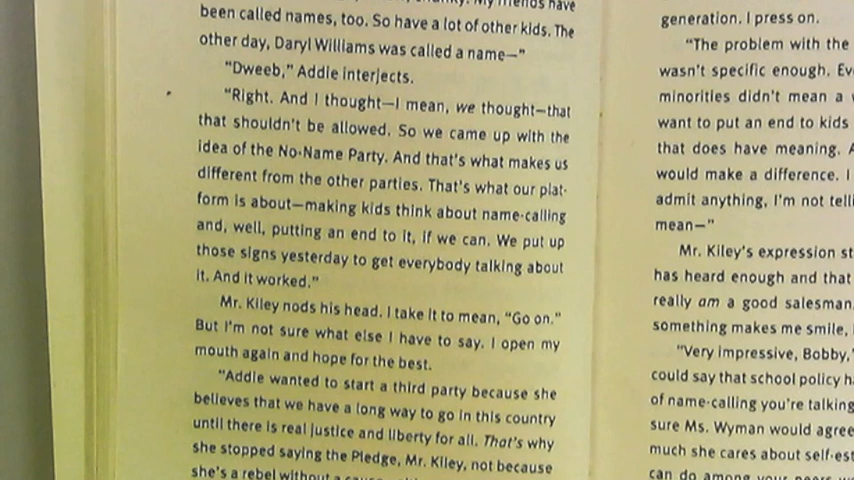 My friends have
been called names, too. So have a lot of other kids. The
other day, Daryl Williams was called a name—"
"Dweeb," Addie interjects.
"Right. And I thought—I mean, we thought—that
that shouldn't be allowed. So we came up with the
idea of the No-Name Party. And that's what makes us
different from the other parties. That's what our plat-
form is about—making kids think about name-calling
and, well, putting an end to it, if we can. We put up
those signs yesterday to get everybody talking about
it. And it worked."
Mr. Kiley nods his head. I take it to mean, "Go on."
But I'm not sure what else I have to say. I open my
mouth again and hope for the best.
"Addie wanted to start a third party because she
believes that we have a long way to go in this country
until there is real justice and liberty for all. That's why
she stopped saying the Pledge, Mr. Kiley, not because
she's a rebel without a
generation. I press on.
"The problem with the
wasn't specific enough.
minorities didn't mean a
want to put an end to kids
that does have meaning.
would make a difference. I
admit anything, I'm not
mean—"
Mr. Kiley's expression
has heard enough and that
really am a good salesman.
something makes me smile,
"Very impressive, Bobby,"
could say that school policy
of name-calling you're talking
sure Ms. Wyman would agree
much she cares about
can do among your peers